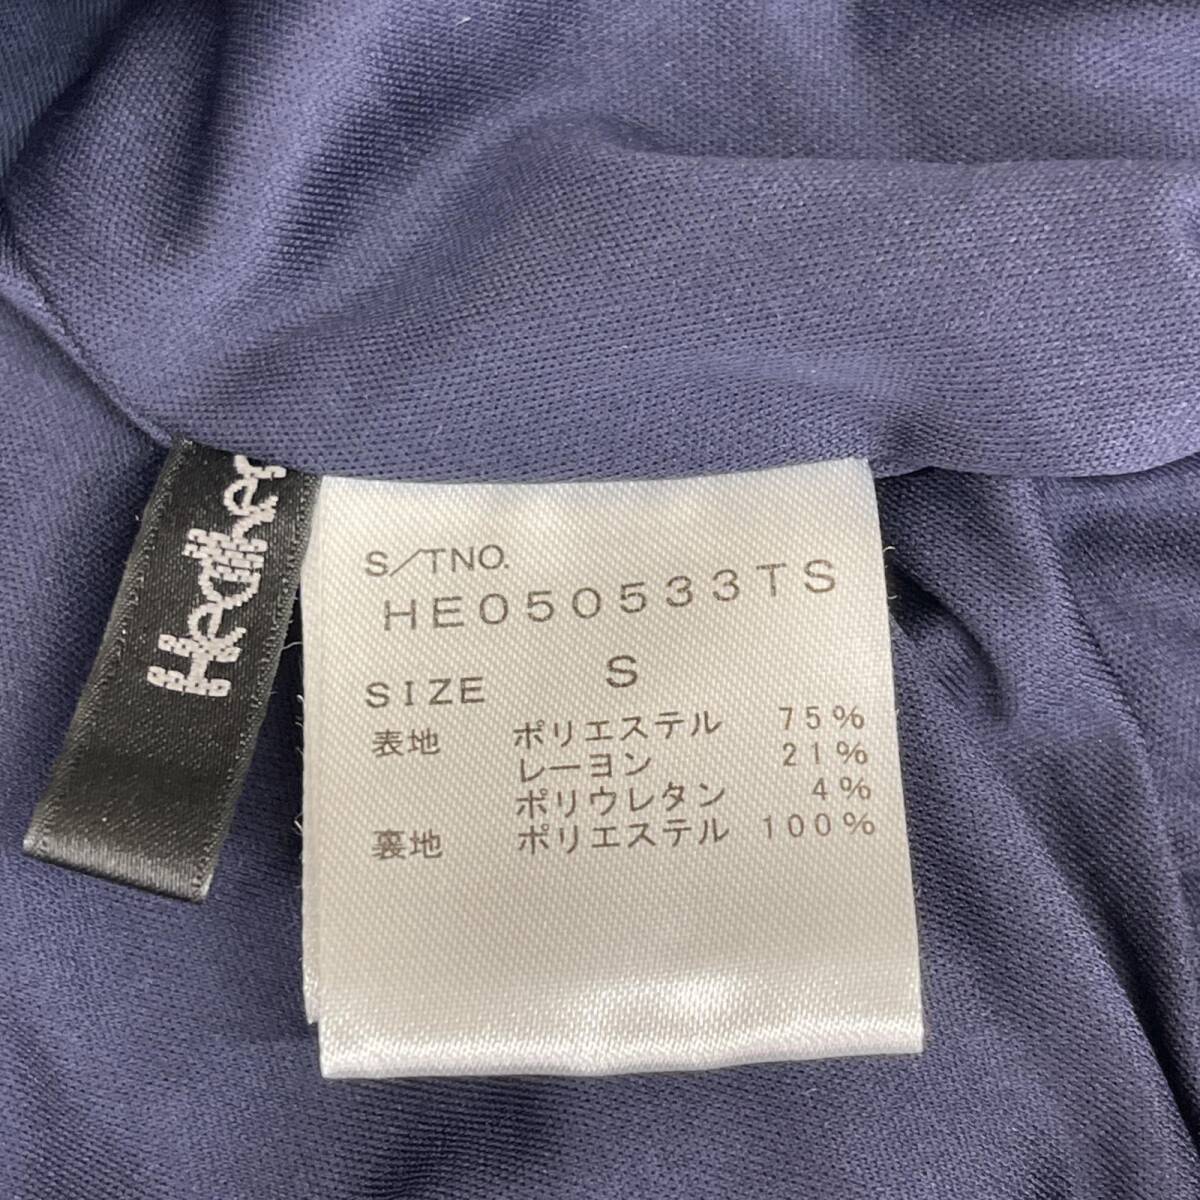 Heather
S/TNO.
HE050533TS
SIZE S
表地 ポリエステル 75%
レーヨン 21%
ポリウレタン 4%
裏地 ポリエステル 100%